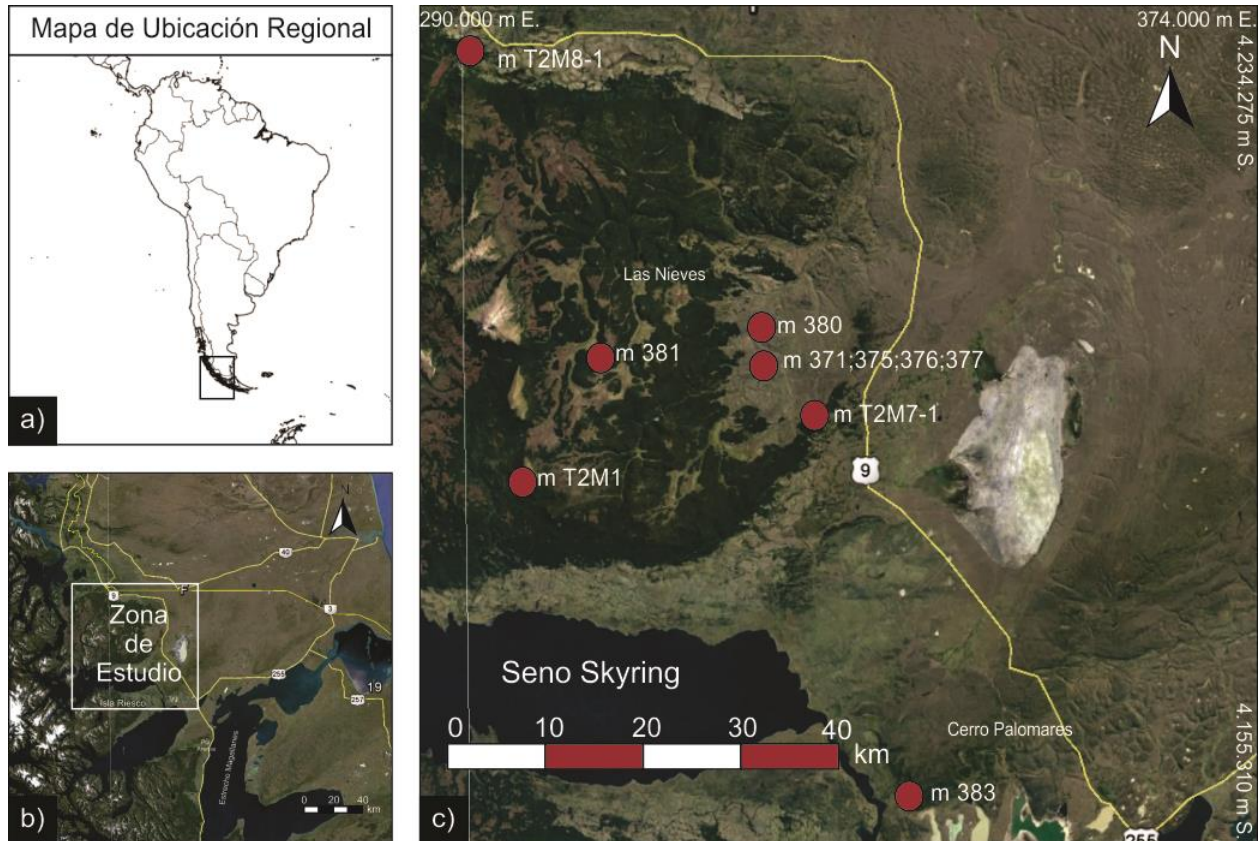 Mapa de Ubicación Regional
a)
N
40
9
F
3
Zona
de
Estudio
255
19
257
Isla Riesco
Estrecho Magallanes
0 20 40
km
b)
290.000 m E.
374.000 m E.
4.234.275 m S.
N
m T2M8-1
Las Nieves
m 380
m 381
m 371;375;376;377
m T2M7-1
9
m T2M1
Seno Skyring
0 10 20 30 40
km
Cerro Palomares
4.155.310 m S.
m 383
255
c)